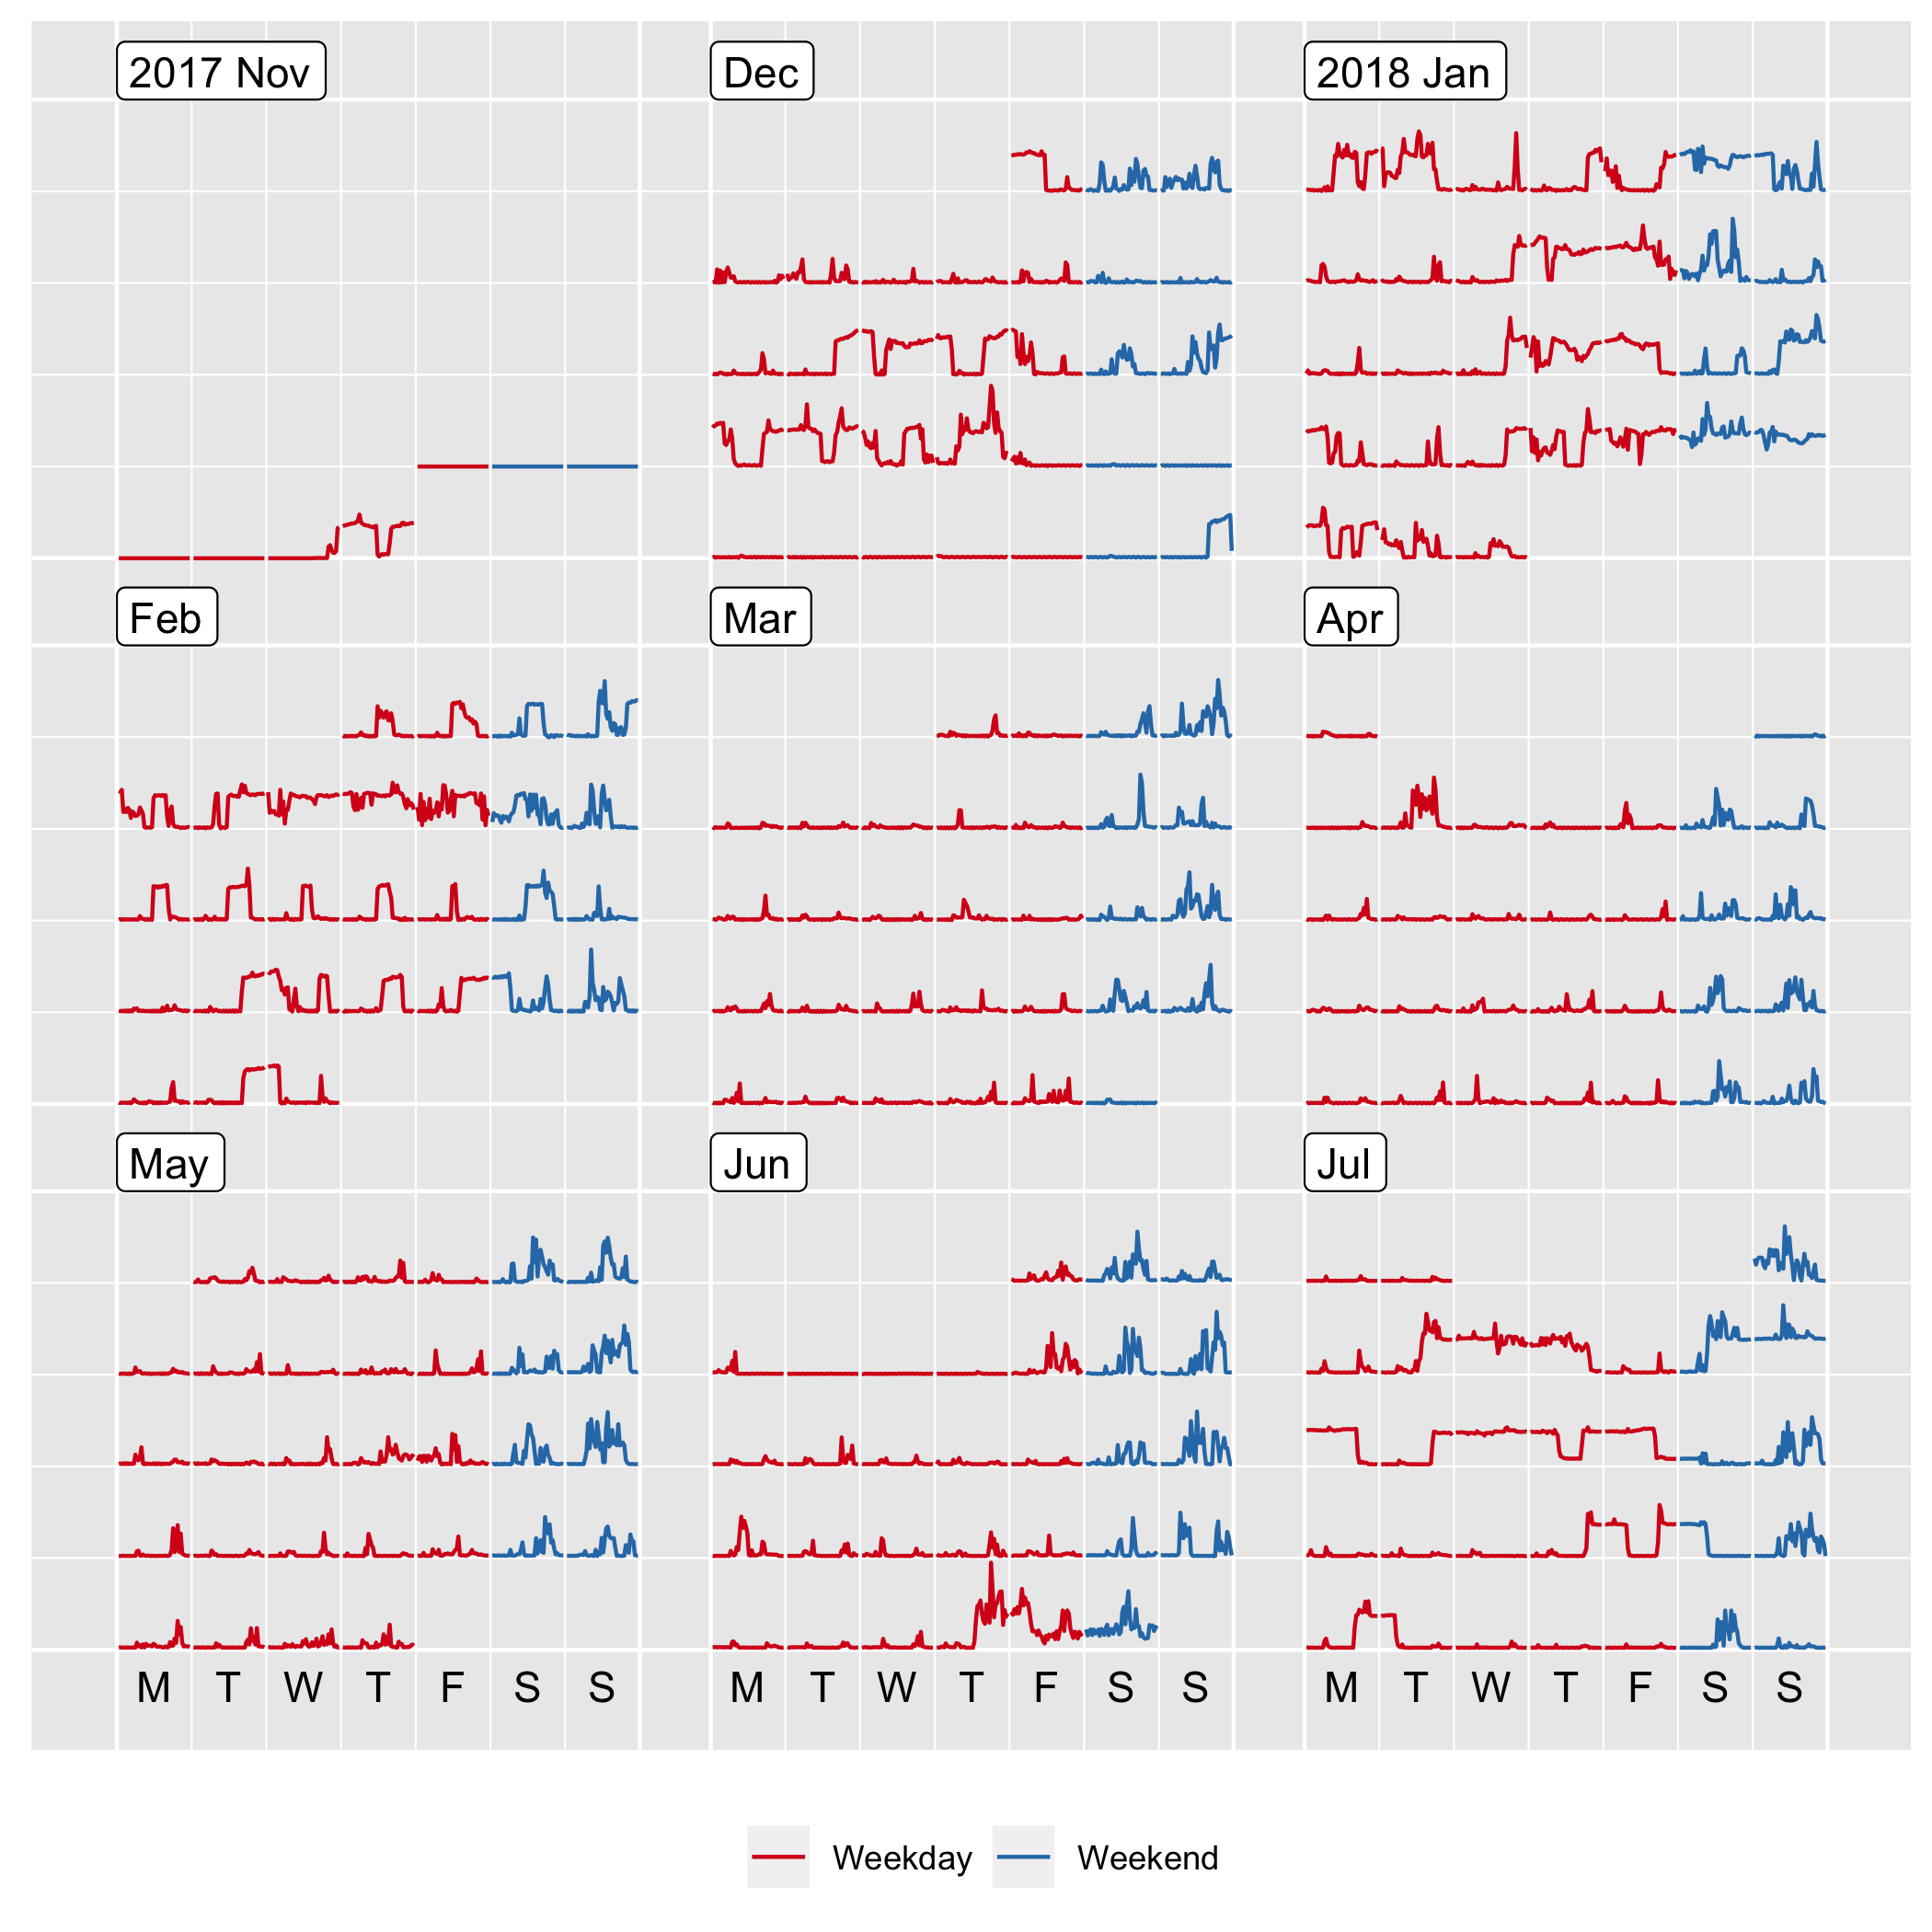 2017 Nov Dec 2018 Jan
Feb Mar Apr
May Jun Jul
M T W T F S S M T W T F S S M T W T F S S
Weekday Weekend